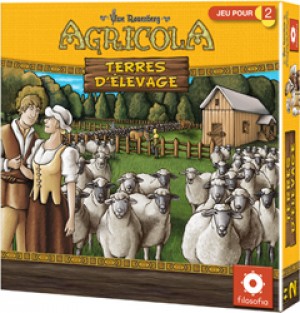 Uwe Rosenberg
JEU POUR 2
AGRICOLA
TERRES
D'ÉLEVAGE
filosofia